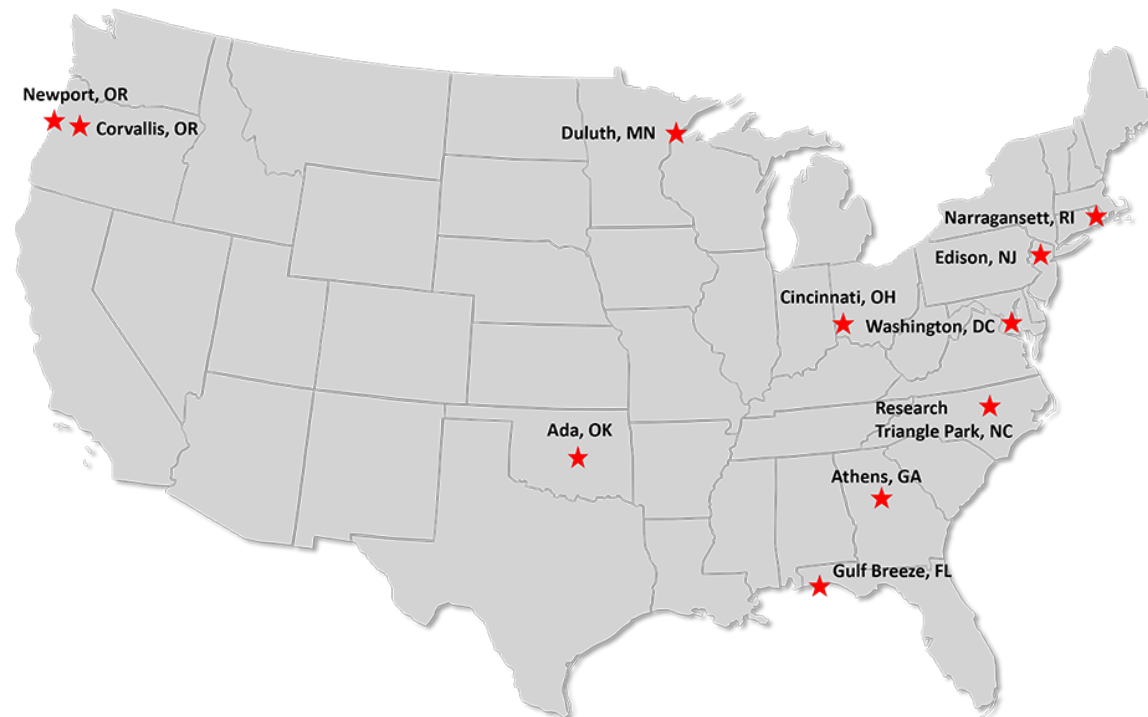 Newport, OR
Corvallis, OR
Duluth, MN
Narragansett, RI
Edison, NJ
Cincinnati, OH
Washington, DC
Research
Triangle Park, NC
Ada, OK
Athens, GA
Gulf Breeze, FL